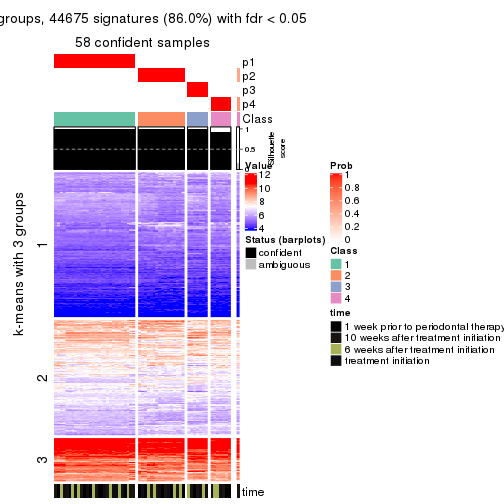 groups, 44675 signatures (86.0%) with fdr < 0.05
58 confident samples
p1
p2
p3
p4
Class
1
0.5
0
Silhouette
score
k-means with 3 groups
1
2
3
time
Value
12
10
8
6
4
Status (barplots)
confident
ambiguous
Prob
1
0.8
0.6
0.4
0.2
0
Class
1
2
3
4
time
1 week prior to periodontal therapy
10 weeks after treatment initiation
6 weeks after treatment initiation
treatment initiation